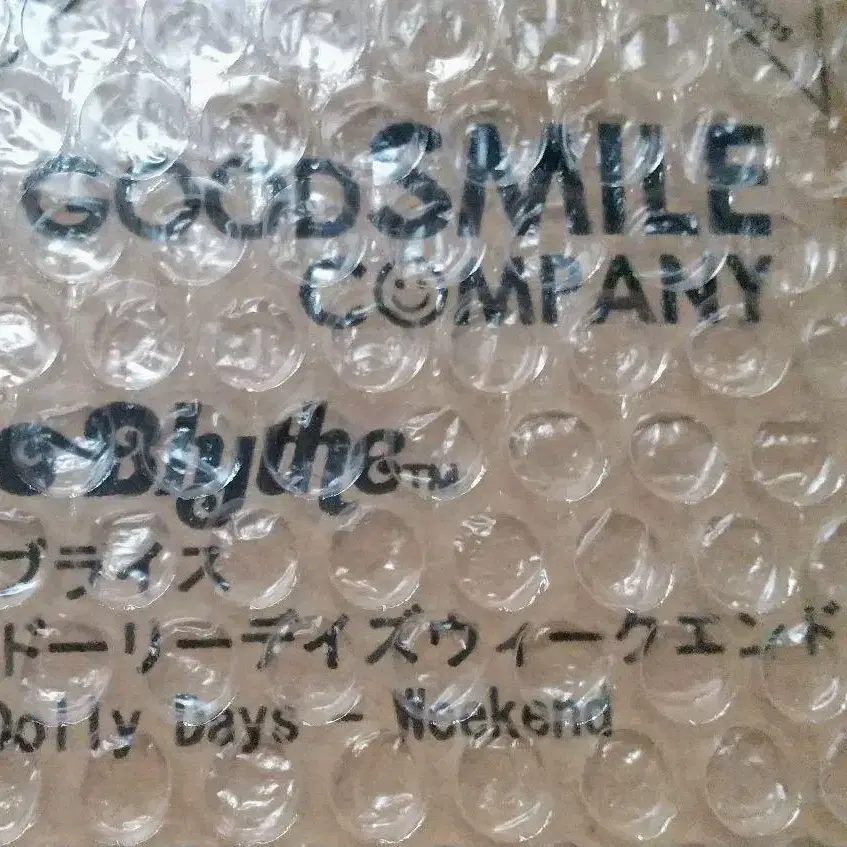 GOODSMILE
COMPANY
Blythe™
ブライス
ドーリーデイズウィークエンド
Dolly Days - Weekend